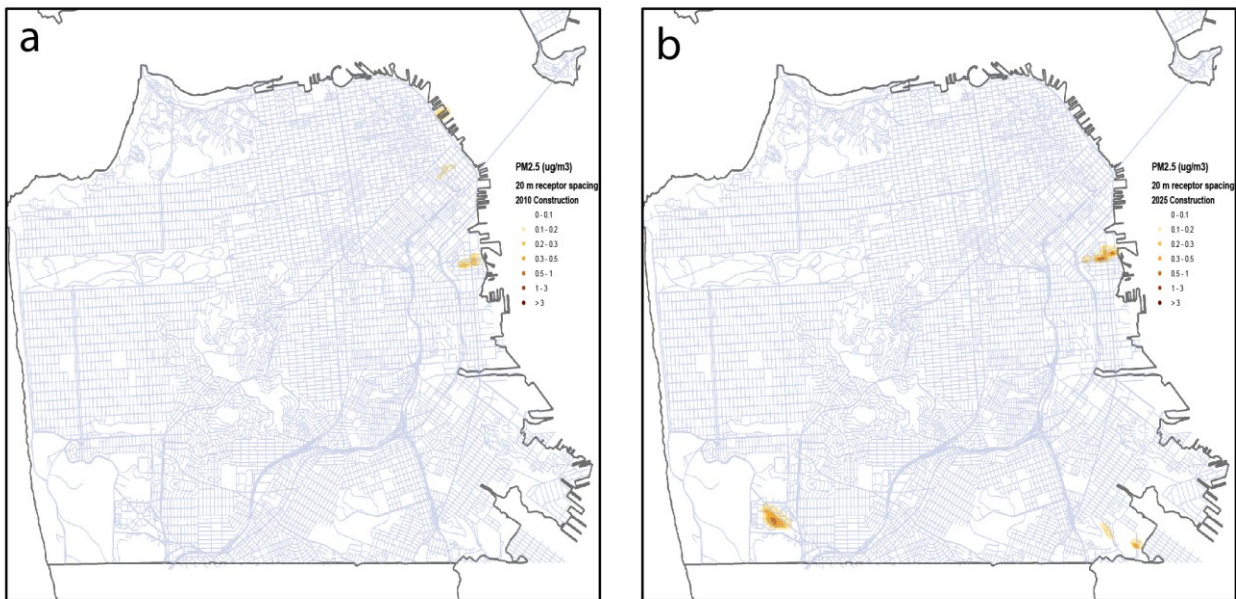 a
PM2.5 (ug/m3)
20 m receptor spacing
2010 Construction
0 - 0.1
0.1 - 0.2
0.2 - 0.3
0.3 - 0.5
0.5 - 1
1 - 3
> 3
b
PM2.5 (ug/m3)
20 m receptor spacing
2025 Construction
0 - 0.1
0.1 - 0.2
0.2 - 0.3
0.3 - 0.5
0.5 - 1
1 - 3
> 3